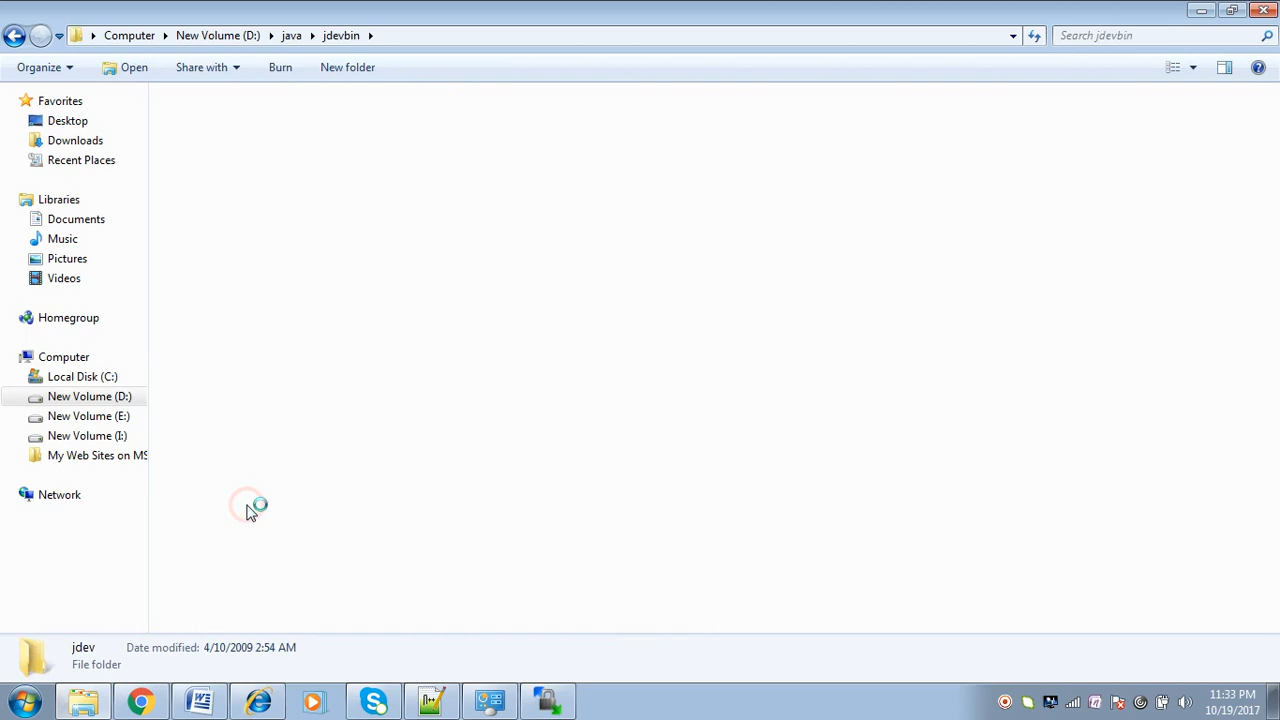 Computer
New Volume (D:)
java
jdevbin
Search jdevbin
Organize
Open
Share with
Burn
New folder
Favorites
Desktop
Downloads
Recent Places
Libraries
Documents
Music
Pictures
Videos
Homegroup
Computer
Local Disk (C:)
New Volume (D:)
New Volume (E:)
New Volume (I:)
My Web Sites on MS
Network
jdev Date modified: 4/10/2009 2:54 AM
File folder
11:33 PM
10/19/2017